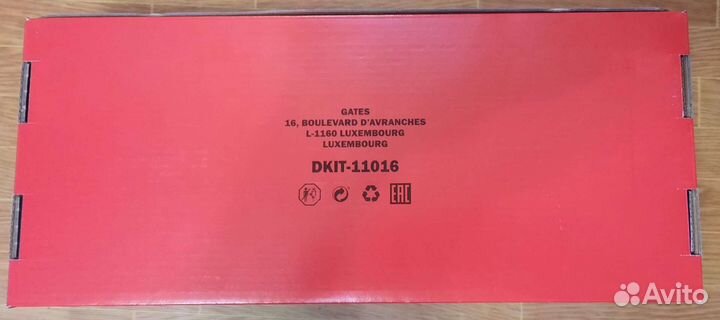 GATES
16, BOULEVARD D'AVRANCHES
L-1160 LUXEMBOURG
LUXEMBOURG
DKIT-11016
EAC
Avito